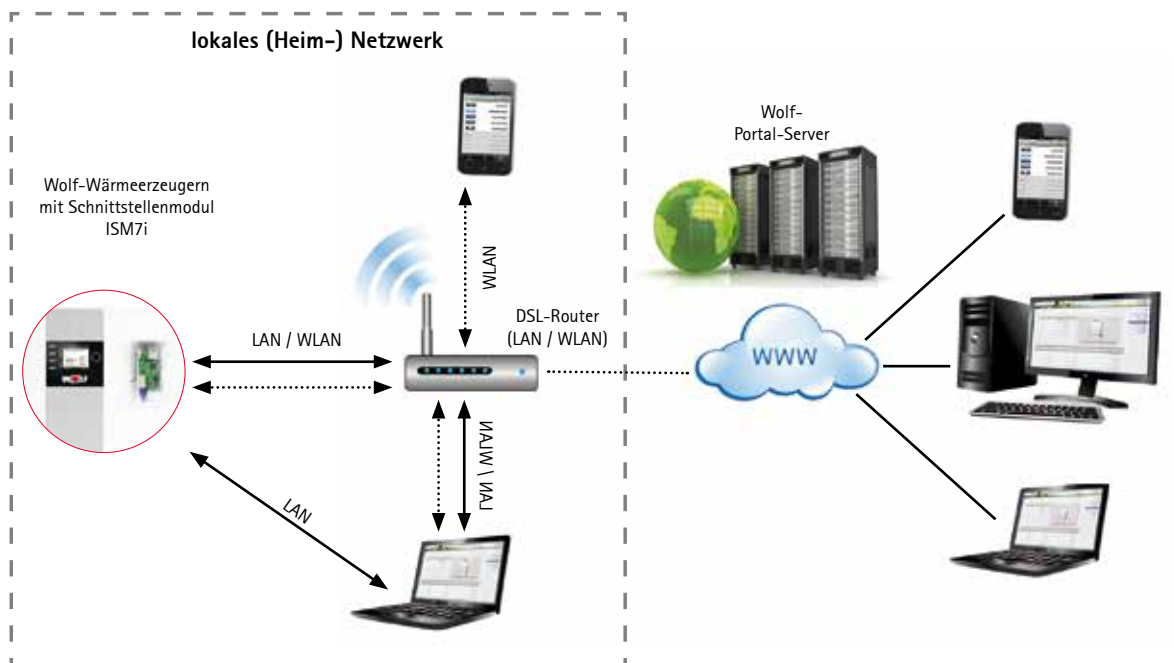 lokales (Heim-) Netzwerk
Wolf-
Portal-Server
Wolf-Wärmeerzeugern
mit Schnittstellenmodul
ISM7i
WLAN
DSL-Router
(LAN / WLAN)
LAN / WLAN
WWW
LAN / WLAN
LAN